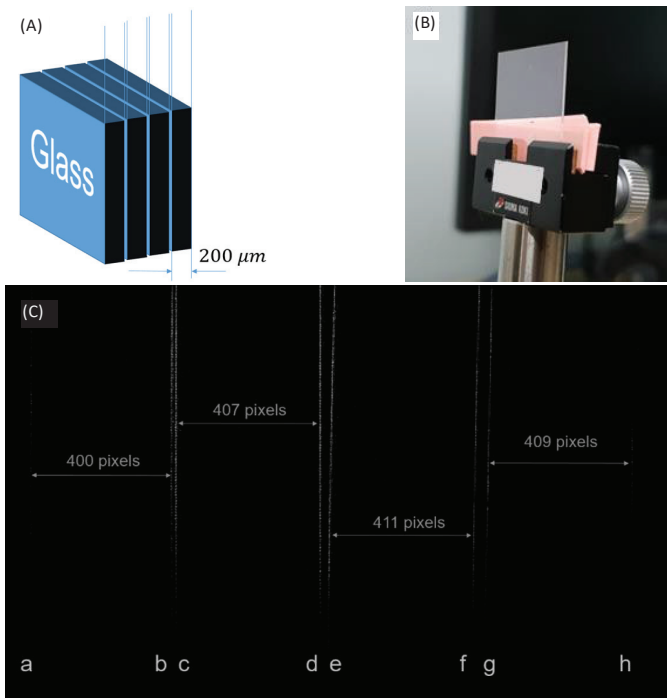 (A)
Glass
200 μm
(B)
SIGMA KOKI
(C)
407 pixels
400 pixels
409 pixels
411 pixels
a b c d e f g h